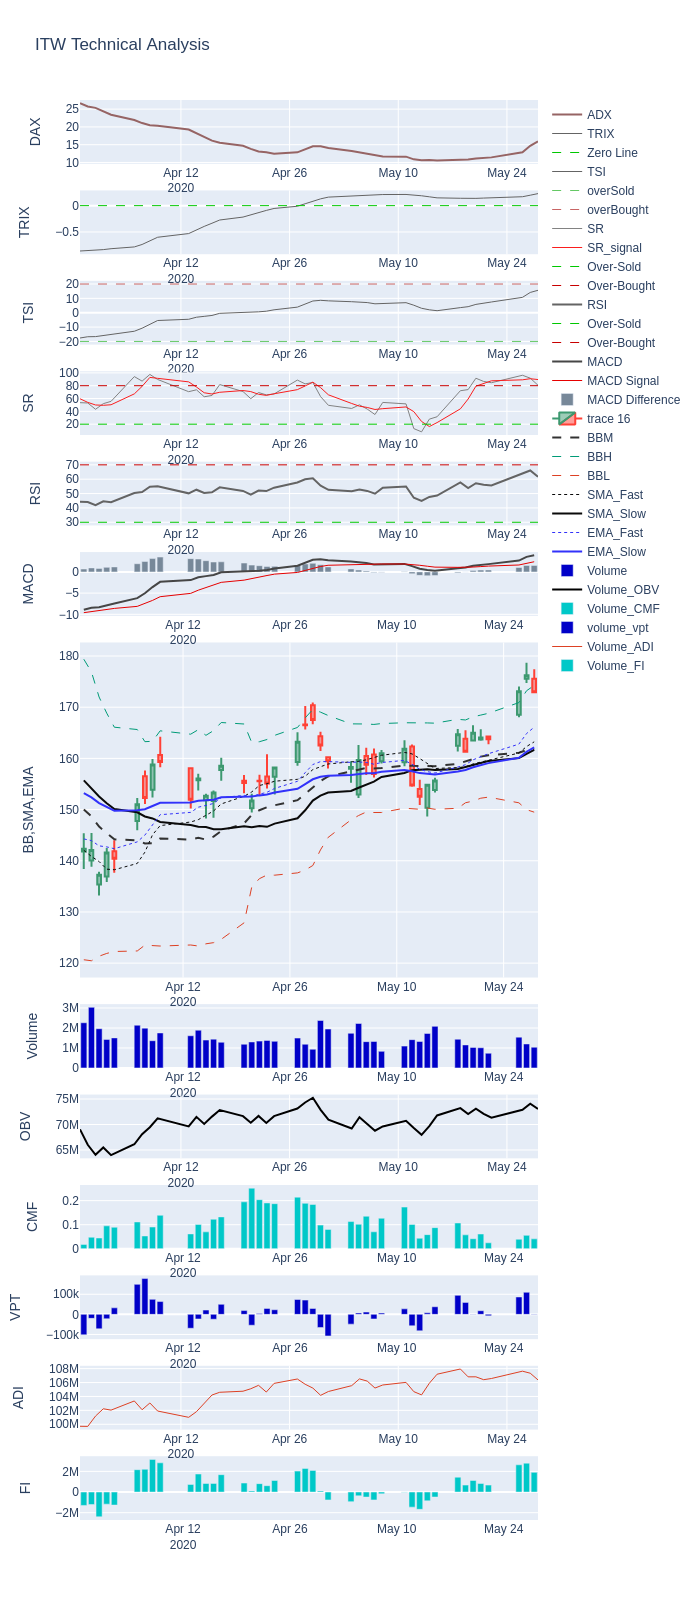 ITW Technical Analysis
DAX
25
20
15
10
Apr 12
2020
Apr 26
May 10
May 24
TRIX
0
−0.5
Apr 12
2020
Apr 26
May 10
May 24
TSI
20
10
0
−10
−20
Apr 12
2020
Apr 26
May 10
May 24
SR
100
80
60
40
20
Apr 12
2020
Apr 26
May 10
May 24
RSI
70
60
50
40
30
Apr 12
2020
Apr 26
May 10
May 24
MACD
0
−5
−10
Apr 12
2020
Apr 26
May 10
May 24
BB,SMA,EMA
180
170
160
150
140
130
120
Apr 12
2020
Apr 26
May 10
May 24
Volume
3M
2M
1M
0
Apr 12
2020
Apr 26
May 10
May 24
OBV
75M
70M
65M
Apr 12
2020
Apr 26
May 10
May 24
CMF
0.2
0.1
0
Apr 12
2020
Apr 26
May 10
May 24
VPT
100k
0
−100k
Apr 12
2020
Apr 26
May 10
May 24
ADI
108M
106M
104M
102M
100M
Apr 12
2020
Apr 26
May 10
May 24
FI
2M
0
−2M
Apr 12
2020
Apr 26
May 10
May 24
ADX
TRIX
Zero Line
TSI
overSold
overBought
SR
SR_signal
Over-Sold
Over-Bought
RSI
Over-Sold
Over-Bought
MACD
MACD Signal
MACD Difference
trace 16
BBM
BBH
BBL
SMA_Fast
SMA_Slow
EMA_Fast
EMA_Slow
Volume
Volume_OBV
Volume_CMF
volume_vpt
Volume_ADI
Volume_FI